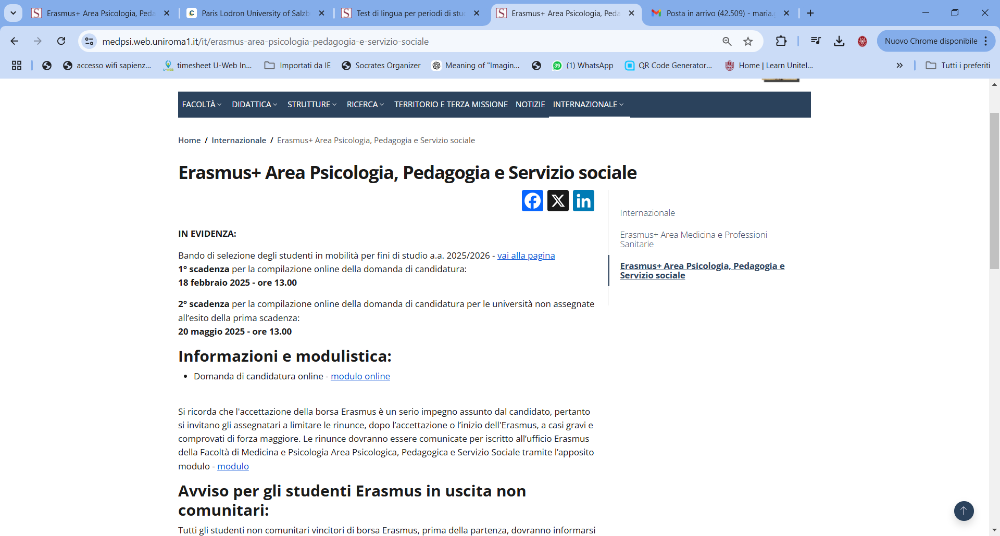 Erasmus+ Area Psicologia, Peda
Paris Lodron University of Salzb
Test di lingua per periodi di stud
Erasmus+ Area Psicologia, Peda
Posta in arrivo (42.509) - maria.
medpsi.web.uniroma1.it/it/erasmus-area-psicologia-pedagogia-e-servizio-sociale
Nuovo Chrome disponibile
accesso wifi sapienz...
timesheet U-Web In...
Importati da IE
Socrates Organizer
Meaning of "Imagin...
39
(1) WhatsApp
QR Code Generator...
Home | Learn Unitel...
Tutti i preferiti
FACOLTÀ DIDATTICA STRUTTURE RICERCA TERRITORIO E TERZA MISSIONE NOTIZIE INTERNAZIONALE
Home / Internazionale / Erasmus+ Area Psicologia, Pedagogia e Servizio sociale
Erasmus+ Area Psicologia, Pedagogia e Servizio sociale
IN EVIDENZA:
Bando di selezione degli studenti in mobilità per fini di studio a.a. 2025/2026 - vai alla pagina
1° scadenza per la compilazione online della domanda di candidatura:
18 febbraio 2025 - ore 13.00
2° scadenza per la compilazione online della domanda di candidatura per le università non assegnate
all’esito della prima scadenza:
20 maggio 2025 - ore 13.00
Informazioni e modulistica:
• Domanda di candidatura online - modulo online
Si ricorda che l'accettazione della borsa Erasmus è un serio impegno assunto dal candidato, pertanto
si invitano gli assegnatari a limitare le rinunce, dopo l’accettazione o l’inizio dell'Erasmus, a casi gravi e
comprovati di forza maggiore. Le rinunce dovranno essere comunicate per iscritto all’ufficio Erasmus
della Facoltà di Medicina e Psicologia Area Psicologica, Pedagogica e Servizio Sociale tramite l’apposito
modulo - modulo
Avviso per gli studenti Erasmus in uscita non
comunitari:
Tutti gli studenti non comunitari vincitori di borsa Erasmus, prima della partenza, dovranno informarsi
Internazionale
Erasmus+ Area Medicina e Professioni
Sanitarie
Erasmus+ Area Psicologia, Pedagogia e
Servizio sociale